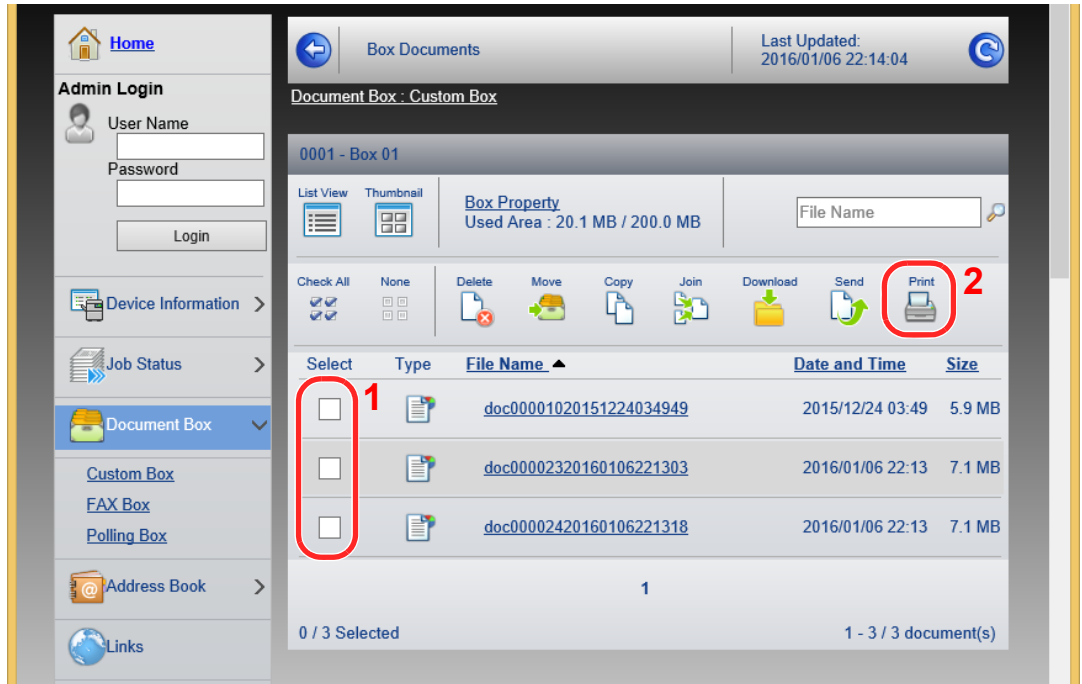 Home
Admin Login
User Name
Password
Login
Device Information
Job Status
Document Box
Custom Box
FAX Box
Polling Box
Address Book
Links
Box Documents
Last Updated:
2016/01/06 22:14:04
Document Box : Custom Box
0001 - Box 01
List View Thumbnail
Box Property
Used Area : 20.1 MB / 200.0 MB
File Name
Check All None Delete Move Copy Join Download Send Print 2
Select Type File Name Date and Time Size
1
doc00001020151224034949 2015/12/24 03:49 5.9 MB
doc00002320160106221303 2016/01/06 22:13 7.1 MB
doc00002420160106221318 2016/01/06 22:13 7.1 MB
1
0 / 3 Selected 1 - 3 / 3 document(s)